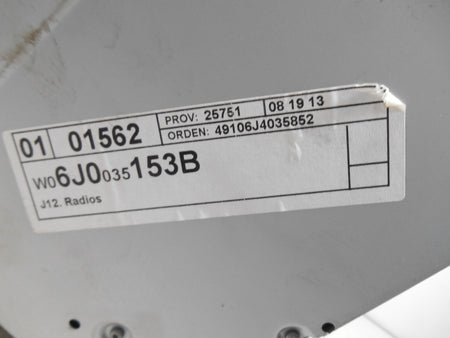 01 01562 PROV: 25751 08 19 13
ORDEN: 49106J4035852
W06J0035153B
J12. Radios